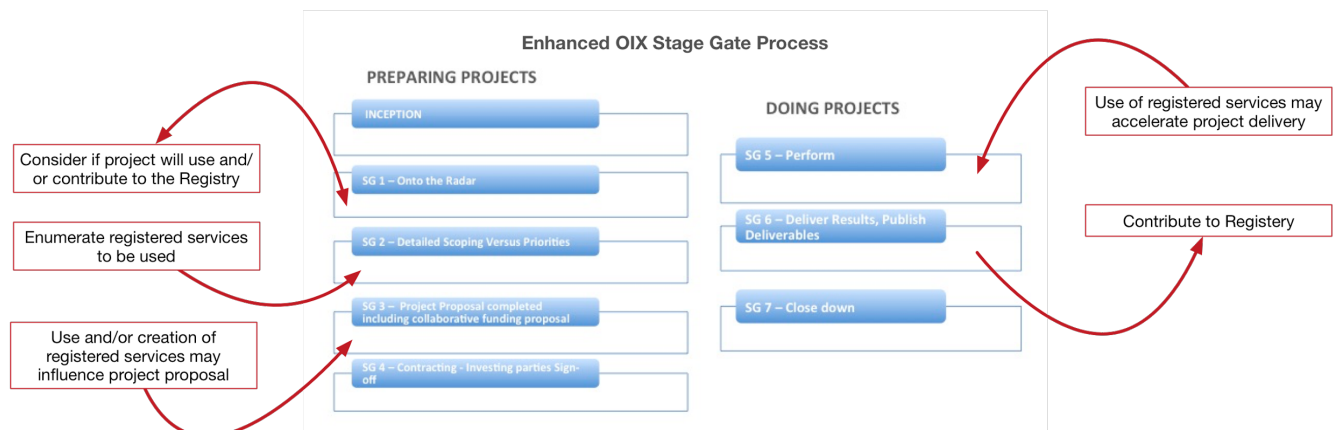 Enhanced OIX Stage Gate Process
PREPARING PROJECTS
INCEPTION
SG 1 – Onto the Radar
SG 2 – Detailed Scoping Versus Priorities
SG 3 – Project Proposal completed
including collaborative funding proposal
SG 4 – Contracting - Investing parties Sign-
off
DOING PROJECTS
SG 5 – Perform
SG 6 – Deliver Results, Publish
Deliverables
SG 7 – Close down
Consider if project will use and/
or contribute to the Registry
Enumerate registered services
to be used
Use and/or creation of
registered services may
influence project proposal
Use of registered services may
accelerate project delivery
Contribute to Registery